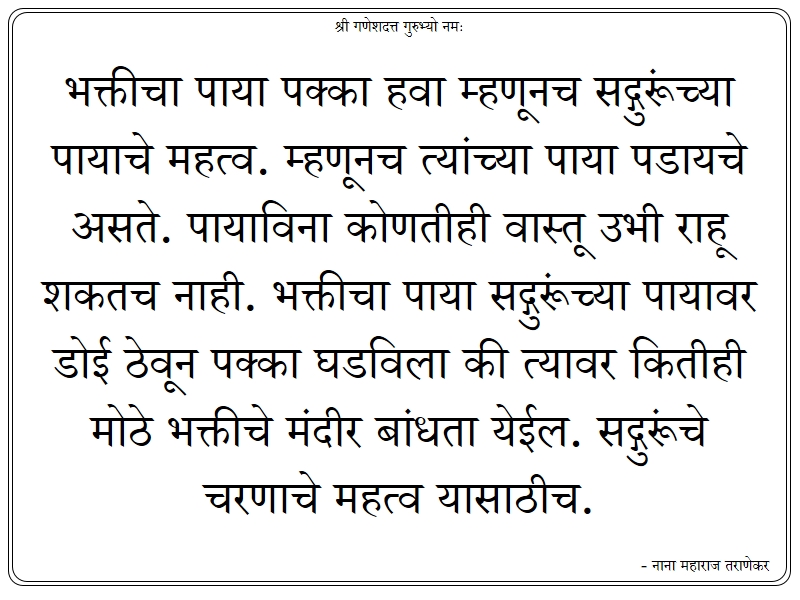 श्री गणेशदत्त गुरुभ्यो नमः
भक्तीचा पाया पक्का हवा म्हणूनच सद्गुरूंच्या
पायाचे महत्व. म्हणूनच त्यांच्या पाया पडायचे
असते. पायाविना कोणतीही वास्तू उभी राहू
शकतच नाही. भक्तीचा पाया सद्गुरूंच्या पायावर
डोई ठेवून पक्का घडविला की त्यावर कितीही
मोठे भक्तीचे मंदीर बांधता येईल. सद्गुरूंचे
चरणाचे महत्व यासाठीच.
- नाना महाराज तराणेकर